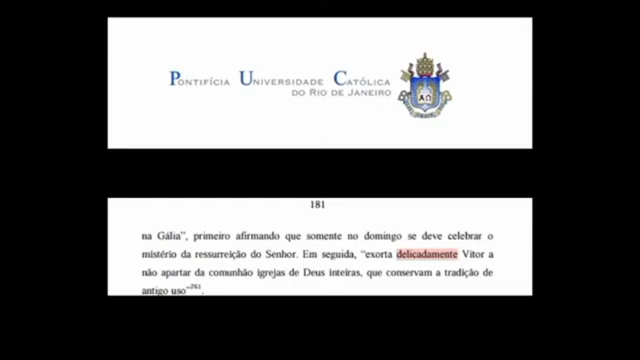 PONTIFÍCIA UNIVERSIDADE CATÓLICA
DO RIO DE JANEIRO
ΑΩ
181
na Gália”, primeiro afirmando que somente no domingo se deve celebrar o
mistério da ressurreição do Senhor. Em seguida, “exorta delicadamente Vitor a
não apartar da comunhão igrejas de Deus inteiras, que conservam a tradição de
antigo uso”261.